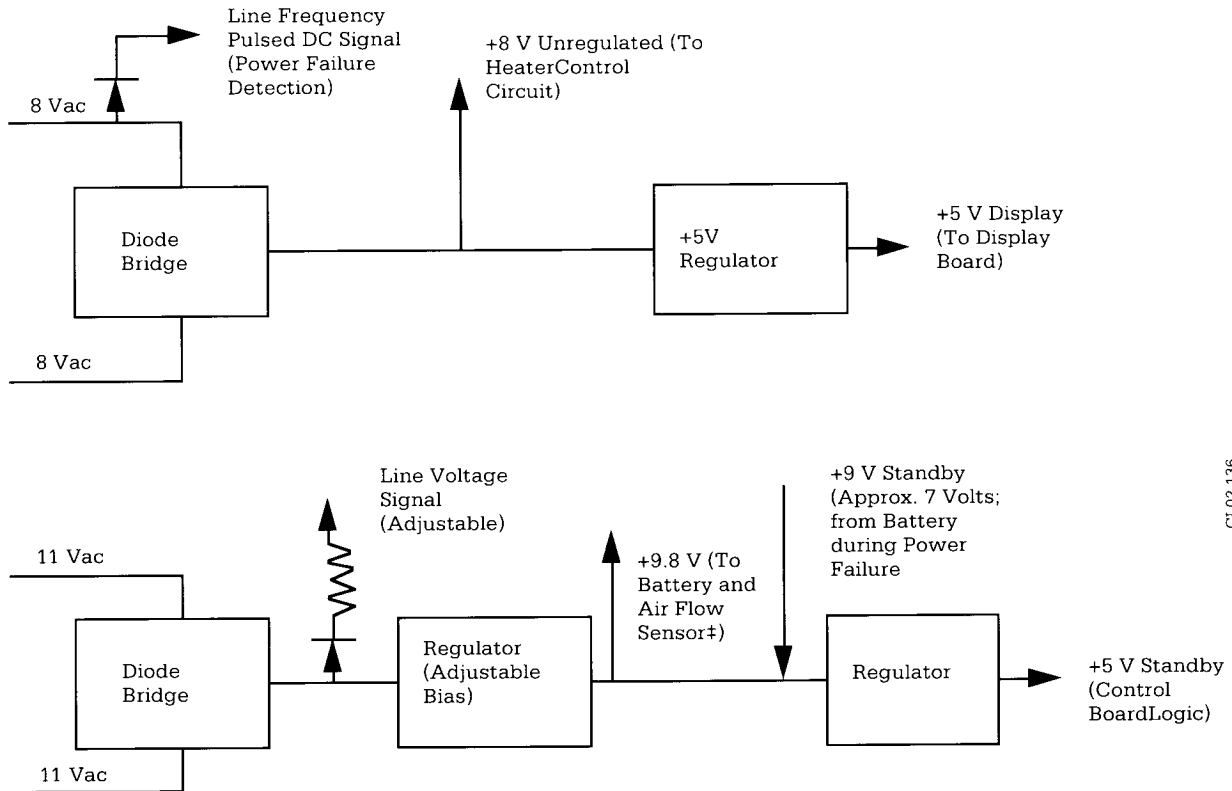 Line Frequency
Pulsed DC Signal
(Power Failure
Detection)
+8 V Unregulated (To
HeaterControl
Circuit)
8 Vac
Diode
Bridge
+5V
Regulator
+5 V Display
(To Display
Board)
8 Vac
Line Voltage
Signal
(Adjustable)
+9 V Standby
(Approx. 7 Volts;
from Battery
during Power
Failure
11 Vac
+9.8 V (To
Battery and
Air Flow
Sensor‡)
Diode
Bridge
Regulator
(Adjustable
Bias)
Regulator
+5 V Standby
(Control
BoardLogic)
11 Vac
CI.02.136